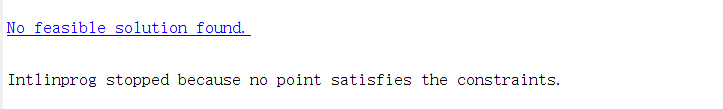 No feasible solution found.
Intlinprog stopped because no point satisfies the constraints.